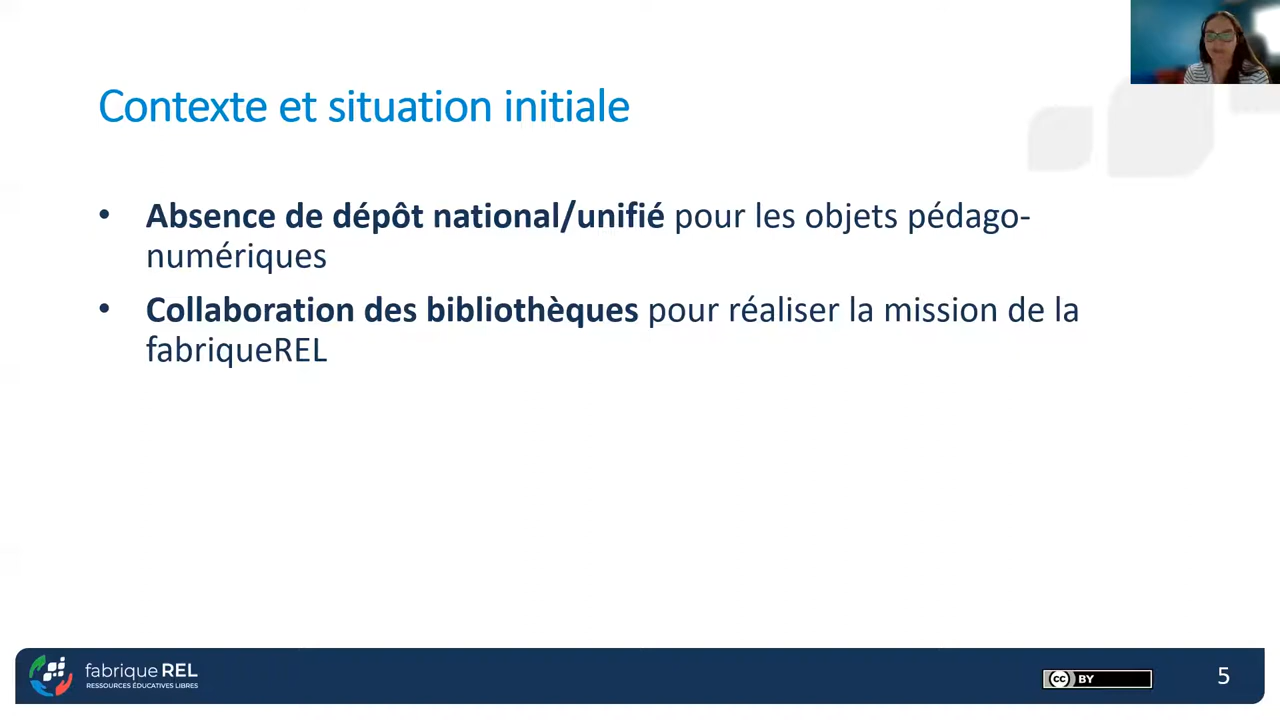 Contexte et situation initiale
• Absence de dépôt national/unifié pour les objets pédago-
numériques
• Collaboration des bibliothèques pour réaliser la mission de la
fabriqueREL
fabrique REL
RESSOURCES ÉDUCATIVES LIBRES
cc BY
5